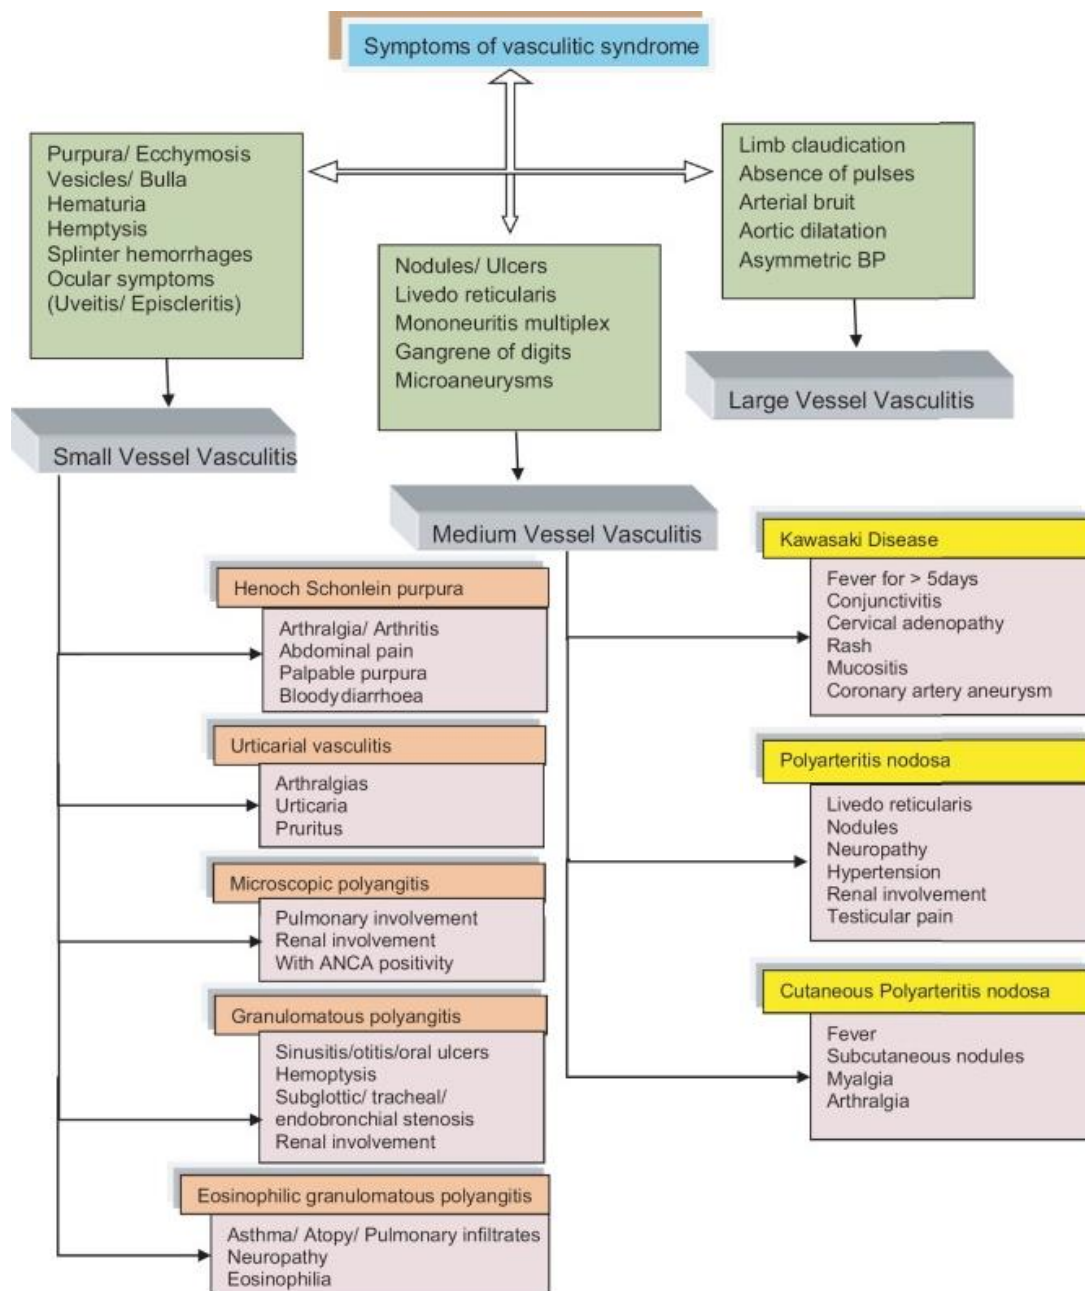 Symptoms of vasculitic syndrome
Purpura/ Ecchymosis
Vesicles/ Bulla
Hematuria
Hemptysis
Splinter hemorrhages
Ocular symptoms
(Uveitis/ Episcleritis)
Nodules/ Ulcers
Livedo reticularis
Mononeuritis multiplex
Gangrene of digits
Microaneurysms
Limb claudication
Absence of pulses
Arterial bruit
Aortic dilatation
Asymmetric BP
Small Vessel Vasculitis
Medium Vessel Vasculitis
Large Vessel Vasculitis
Henoch Schonlein purpura
Arthralgia/ Arthritis
Abdominal pain
Palpable purpura
Bloody diarrhoea
Urticarial vasculitis
Arthralgias
Urticaria
Pruritus
Microscopic polyangitis
Pulmonary involvement
Renal involvement
With ANCA positivity
Granulomatous polyangitis
Sinusitis/otitis/oral ulcers
Hemoptysis
Subglottic/ tracheal/
endobronchial stenosis
Renal involvement
Eosinophilic granulomatous polyangitis
Asthma/ Atopy/ Pulmonary infiltrates
Neuropathy
Eosinophilia
Kawasaki Disease
Fever for > 5days
Conjunctivitis
Cervical adenopathy
Rash
Mucositis
Coronary artery aneurysm
Polyarteritis nodosa
Livedo reticularis
Nodules
Neuropathy
Hypertension
Renal involvement
Testicular pain
Cutaneous Polyarteritis nodosa
Fever
Subcutaneous nodules
Myalgia
Arthralgia